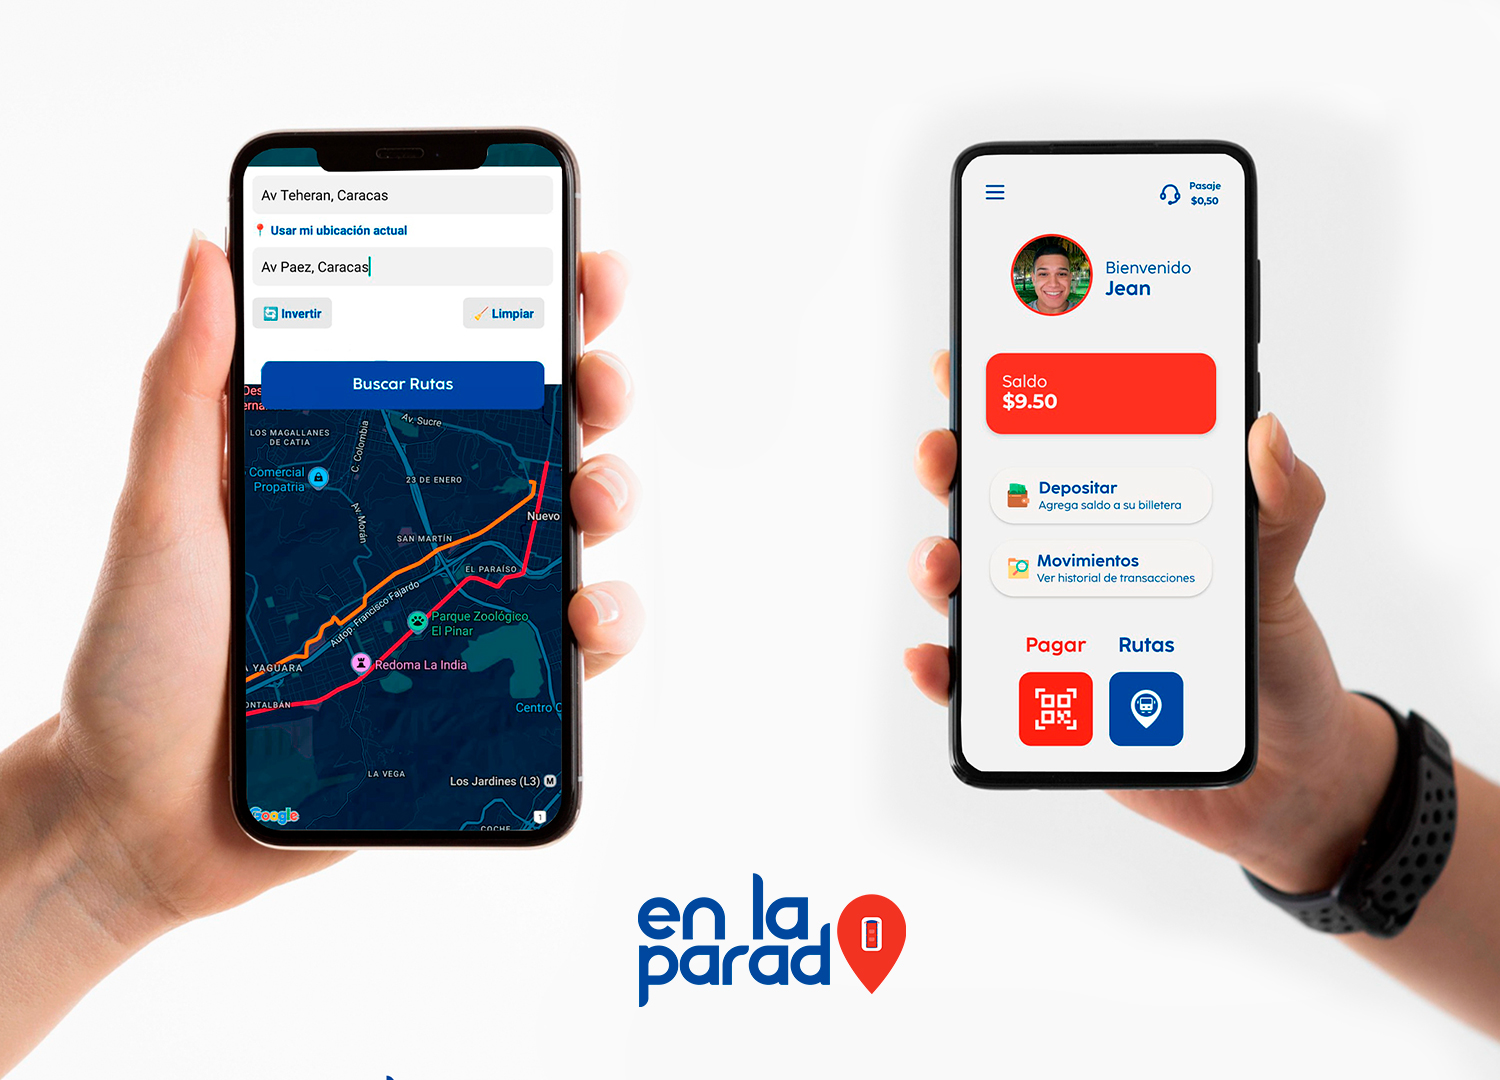 Av Teheran, Caracas
Usar mi ubicación actual
Av Paez, Caracas
Invertir
Limpiar
Buscar Rutas
Des
erna
Av. Sucre
LOS MAGALLANES
DE CATIA
C. Colombia
Comercial
Propatria
23 DE ENERO
Av. Morán
Nuevo
SAN MARTÍN
EL PARAÍSO
Autop. Francisco Fajardo
Parque Zoológico
El Pinar
A YAGUARA
Redoma La India
ONTALBÁN
Centro C
LA VEGA
Los Jardines (L3) M
Google
1
COCHE
Pasaje
$0,50
Bienvenido
Jean
Saldo
$9.50
Depositar
Agrega saldo a su billetera
Movimientos
Ver historial de transacciones
Pagar
Rutas
en la
parad